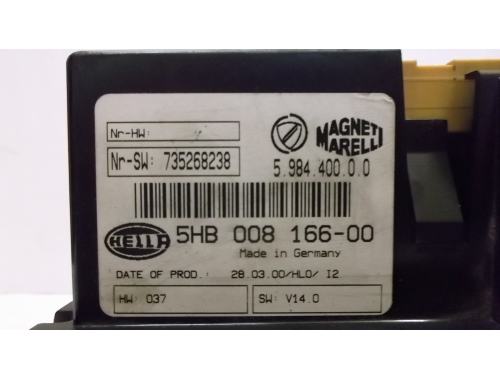 Nr-HW:
Nr-SW: 735268238
MAGNETI
MARELLI
5.984.400.0.0
HELLA
5HB 008 166-00
Made in Germany
DATE OF PROD.: 28.03.00/HL0/ I2
HW: 037
SW: V14.0